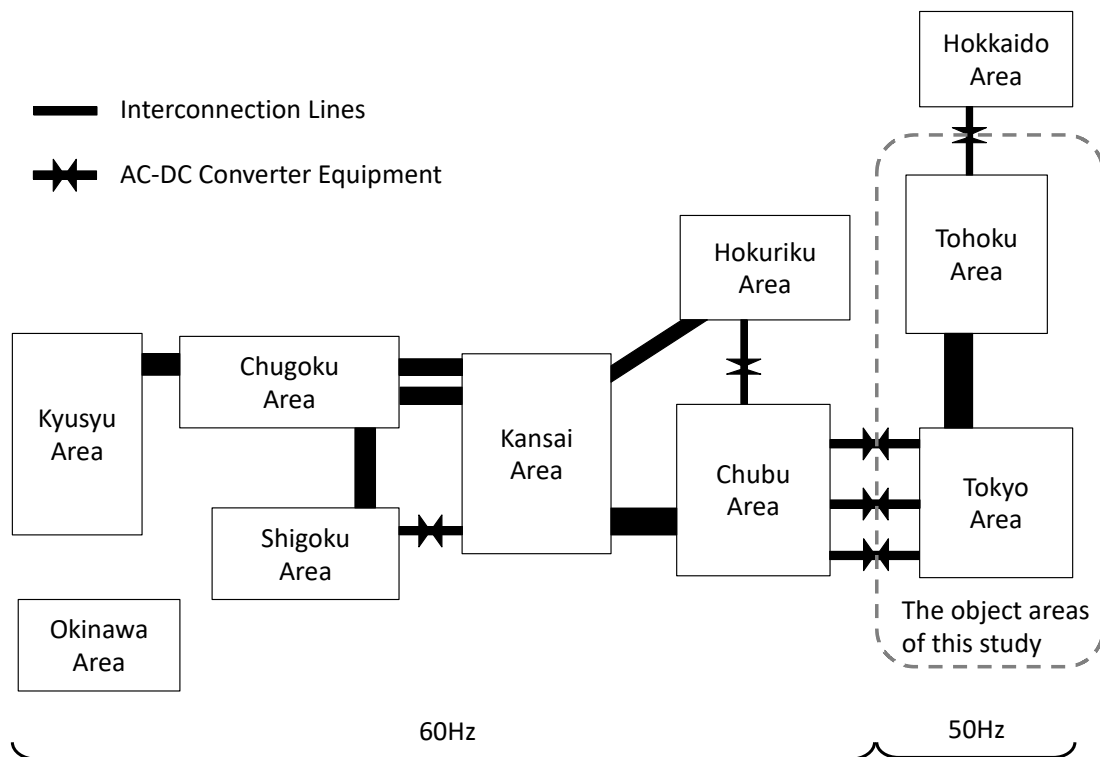 Hokkaido
Area
Interconnection Lines
AC-DC Converter Equipment
Tohoku
Area
Hokuriku
Area
Chugoku
Area
Kyusyu
Area
Kansai
Area
Chubu
Area
Tokyo
Area
Shigoku
Area
Okinawa
Area
The object areas
of this study
60Hz
50Hz